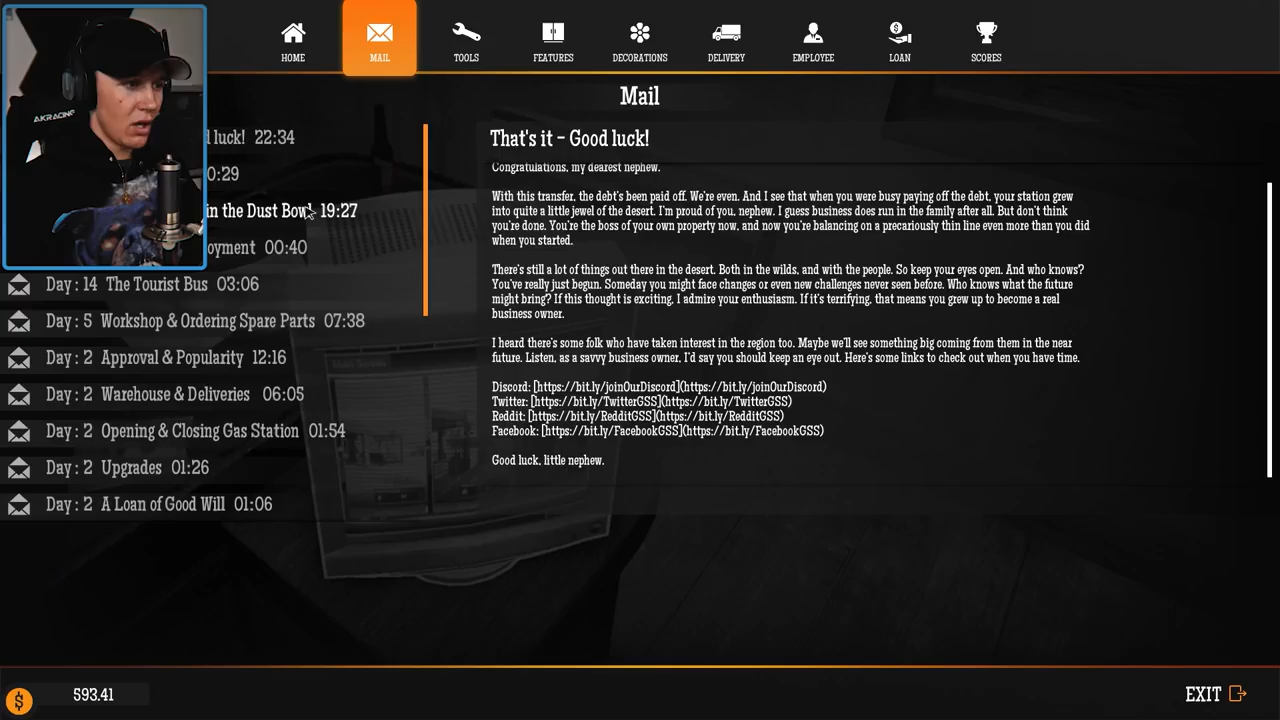 HOME
MAIL
TOOLS
FEATURES
DECORATIONS
DELIVERY
EMPLOYEE
LOAN
SCORES
AKRACING
Mail
luck! 22:34
0:29
in the Dust Bowl 19:27
oyment 00:40
Day : 14 The Tourist Bus 03:06
Day : 5 Workshop & Ordering Spare Parts 07:38
Day : 2 Approval & Popularity 12:16
Day : 2 Warehouse & Deliveries 06:05
Day : 2 Opening & Closing Gas Station 01:54
Day : 2 Upgrades 01:26
Day : 2 A Loan of Good Will 01:06
That's it - Good luck!
Congratulations, my dearest nephew.
With this transfer, the debt's been paid off. We're even. And I see that when you were busy paying off the debt, your station grew
into quite a little jewel of the desert. I'm proud of you, nephew. I guess business does run in the family after all. But don't think
you're done. You're the boss of your own property now, and now you're balancing on a precariously thin line even more than you did
when you started.
There's still a lot of things out there in the desert. Both in the wilds, and with the people. So keep your eyes open. And who knows?
You've really just begun. Someday you might face changes or even new challenges never seen before. Who knows what the future
might bring? If this thought is exciting, I admire your enthusiasm. If it's terrifying, that means you grew up to become a real
business owner.
I heard there's some folk who have taken interest in the region too. Maybe we'll see something big coming from them in the near
future. Listen, as a savvy business owner, I'd say you should keep an eye out. Here's some links to check out when you have time.
Discord: [https://bit.ly/joinOurDiscord](https://bit.ly/joinOurDiscord)
Twitter: [https://bit.ly/TwitterGSS](https://bit.ly/TwitterGSS)
Reddit: [https://bit.ly/RedditGSS](https://bit.ly/RedditGSS)
Facebook: [https://bit.ly/FacebookGSS](https://bit.ly/FacebookGSS)
Good luck, little nephew.
$ 593.41
EXIT